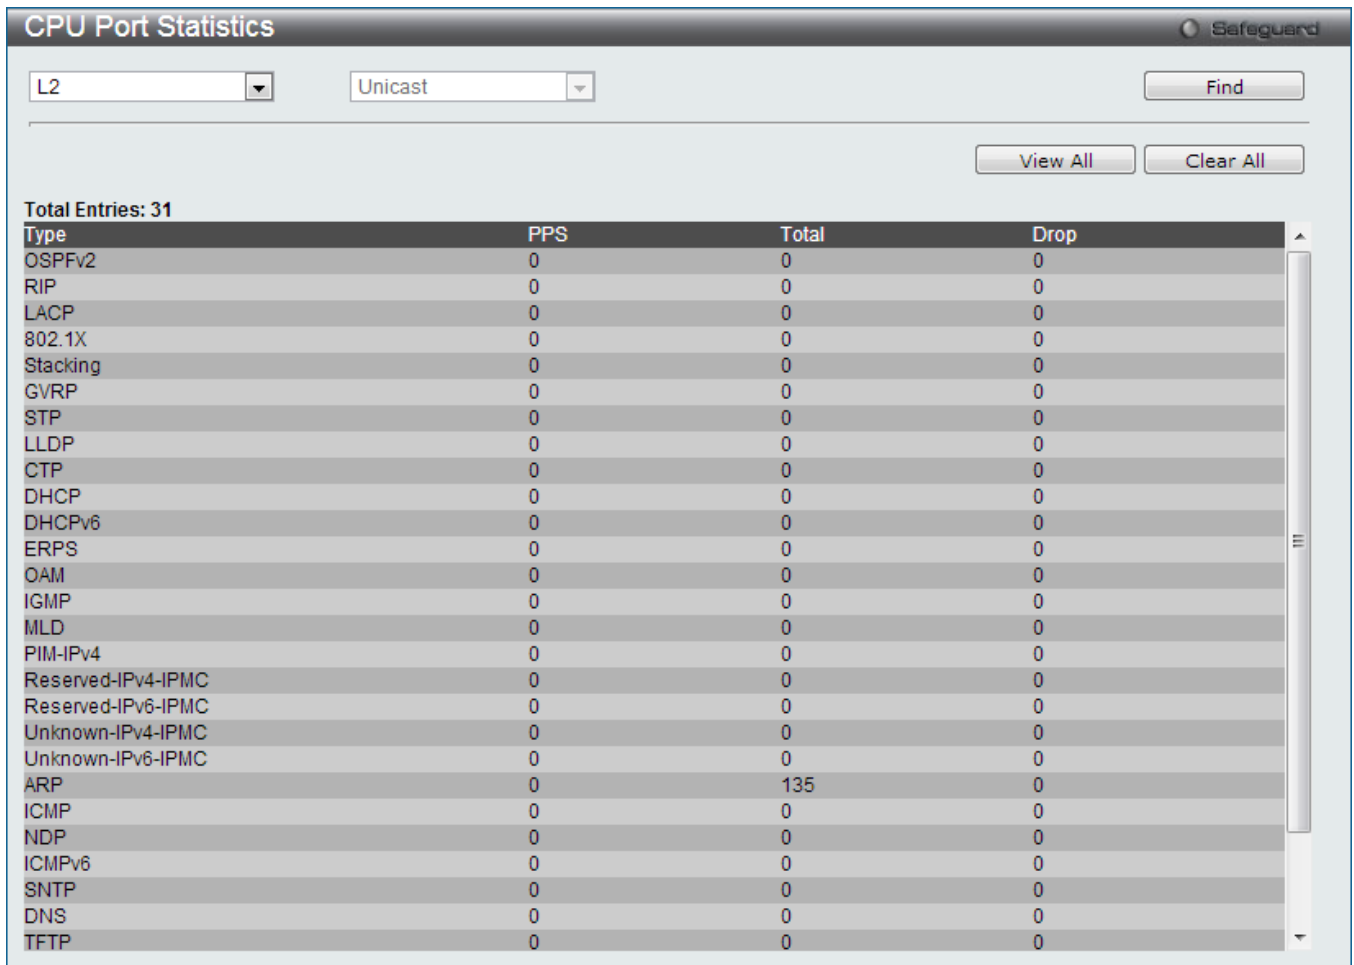 CPU Port Statistics
Safeguard
L2 Unicast Find
View All Clear All
Total Entries: 31
Type PPS Total Drop
OSPFv2 0 0 0
RIP 0 0 0
LACP 0 0 0
802.1X 0 0 0
Stacking 0 0 0
GVRP 0 0 0
STP 0 0 0
LLDP 0 0 0
CTP 0 0 0
DHCP 0 0 0
DHCPv6 0 0 0
ERPS 0 0 0
OAM 0 0 0
IGMP 0 0 0
MLD 0 0 0
PIM-IPv4 0 0 0
Reserved-IPv4-IPMC 0 0 0
Reserved-IPv6-IPMC 0 0 0
Unknown-IPv4-IPMC 0 0 0
Unknown-IPv6-IPMC 0 0 0
ARP 0 135 0
ICMP 0 0 0
NDP 0 0 0
ICMPv6 0 0 0
SNTP 0 0 0
DNS 0 0 0
TFTP 0 0 0